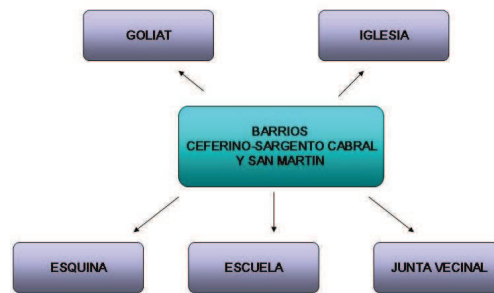 GOLIAT
IGLESIA
BARRIOS
CEFERINO-SARGENTO CABRAL
Y SAN MARTIN
ESQUINA
ESCUELA
JUNTA VECINAL